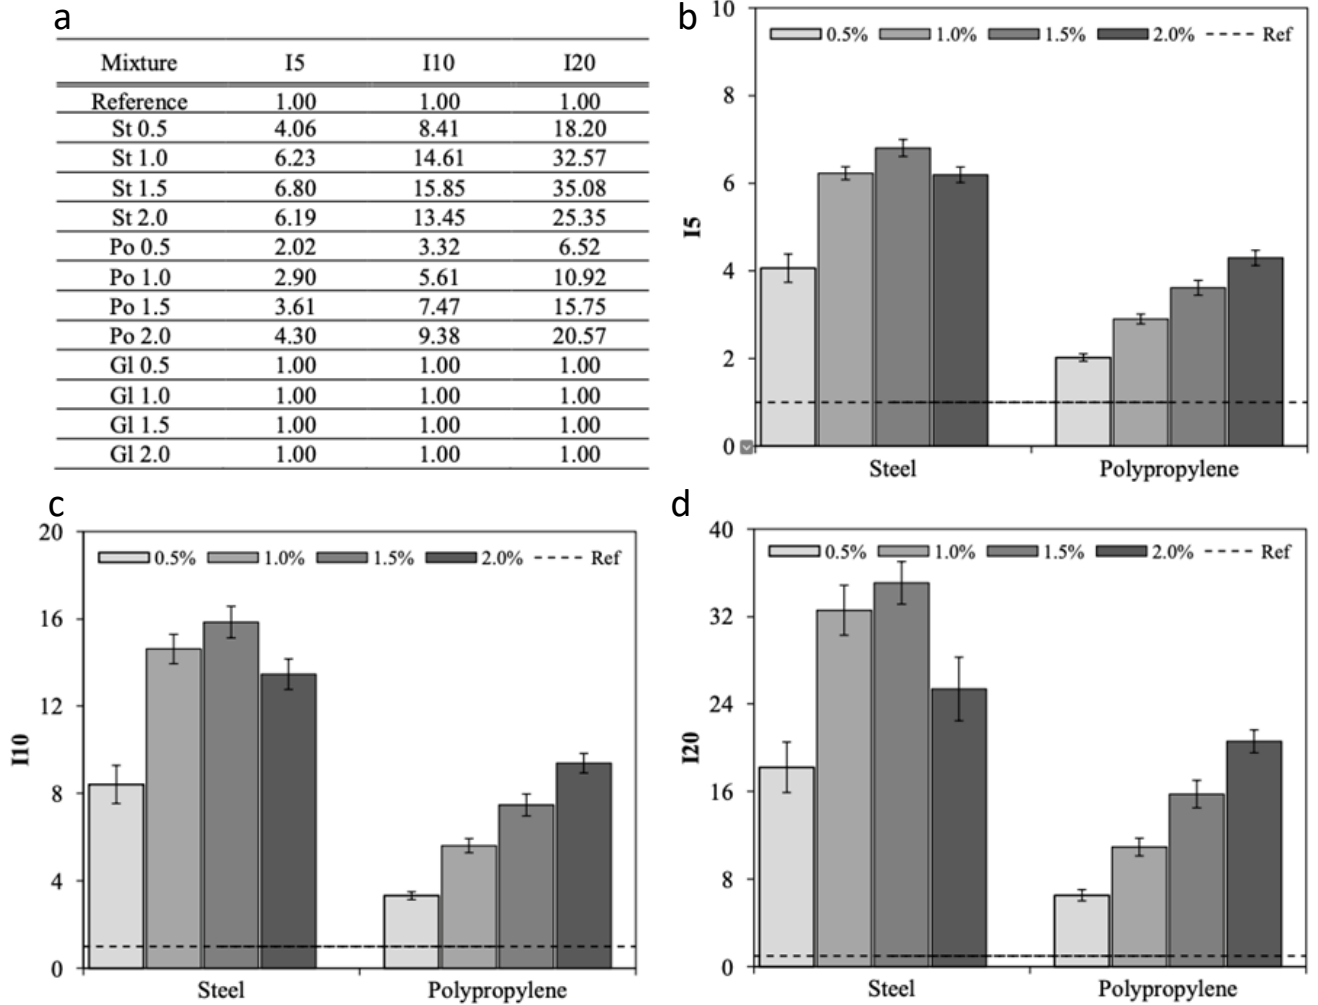 a
Mixture I5 I10 I20
Reference 1.00 1.00 1.00
St 0.5 4.06 8.41 18.20
St 1.0 6.23 14.61 32.57
St 1.5 6.80 15.85 35.08
St 2.0 6.19 13.45 25.35
Po 0.5 2.02 3.32 6.52
Po 1.0 2.90 5.61 10.92
Po 1.5 3.61 7.47 15.75
Po 2.0 4.30 9.38 20.57
Gl 0.5 1.00 1.00 1.00
Gl 1.0 1.00 1.00 1.00
Gl 1.5 1.00 1.00 1.00
Gl 2.0 1.00 1.00 1.00
b
10
0.5% 1.0% 1.5% 2.0% Ref
8
6
I5
4
2
0
Steel Polypropylene
c
20
0.5% 1.0% 1.5% 2.0% Ref
16
12
I10
8
4
0
Steel Polypropylene
d
40
0.5% 1.0% 1.5% 2.0% Ref
32
24
I20
16
8
0
Steel Polypropylene